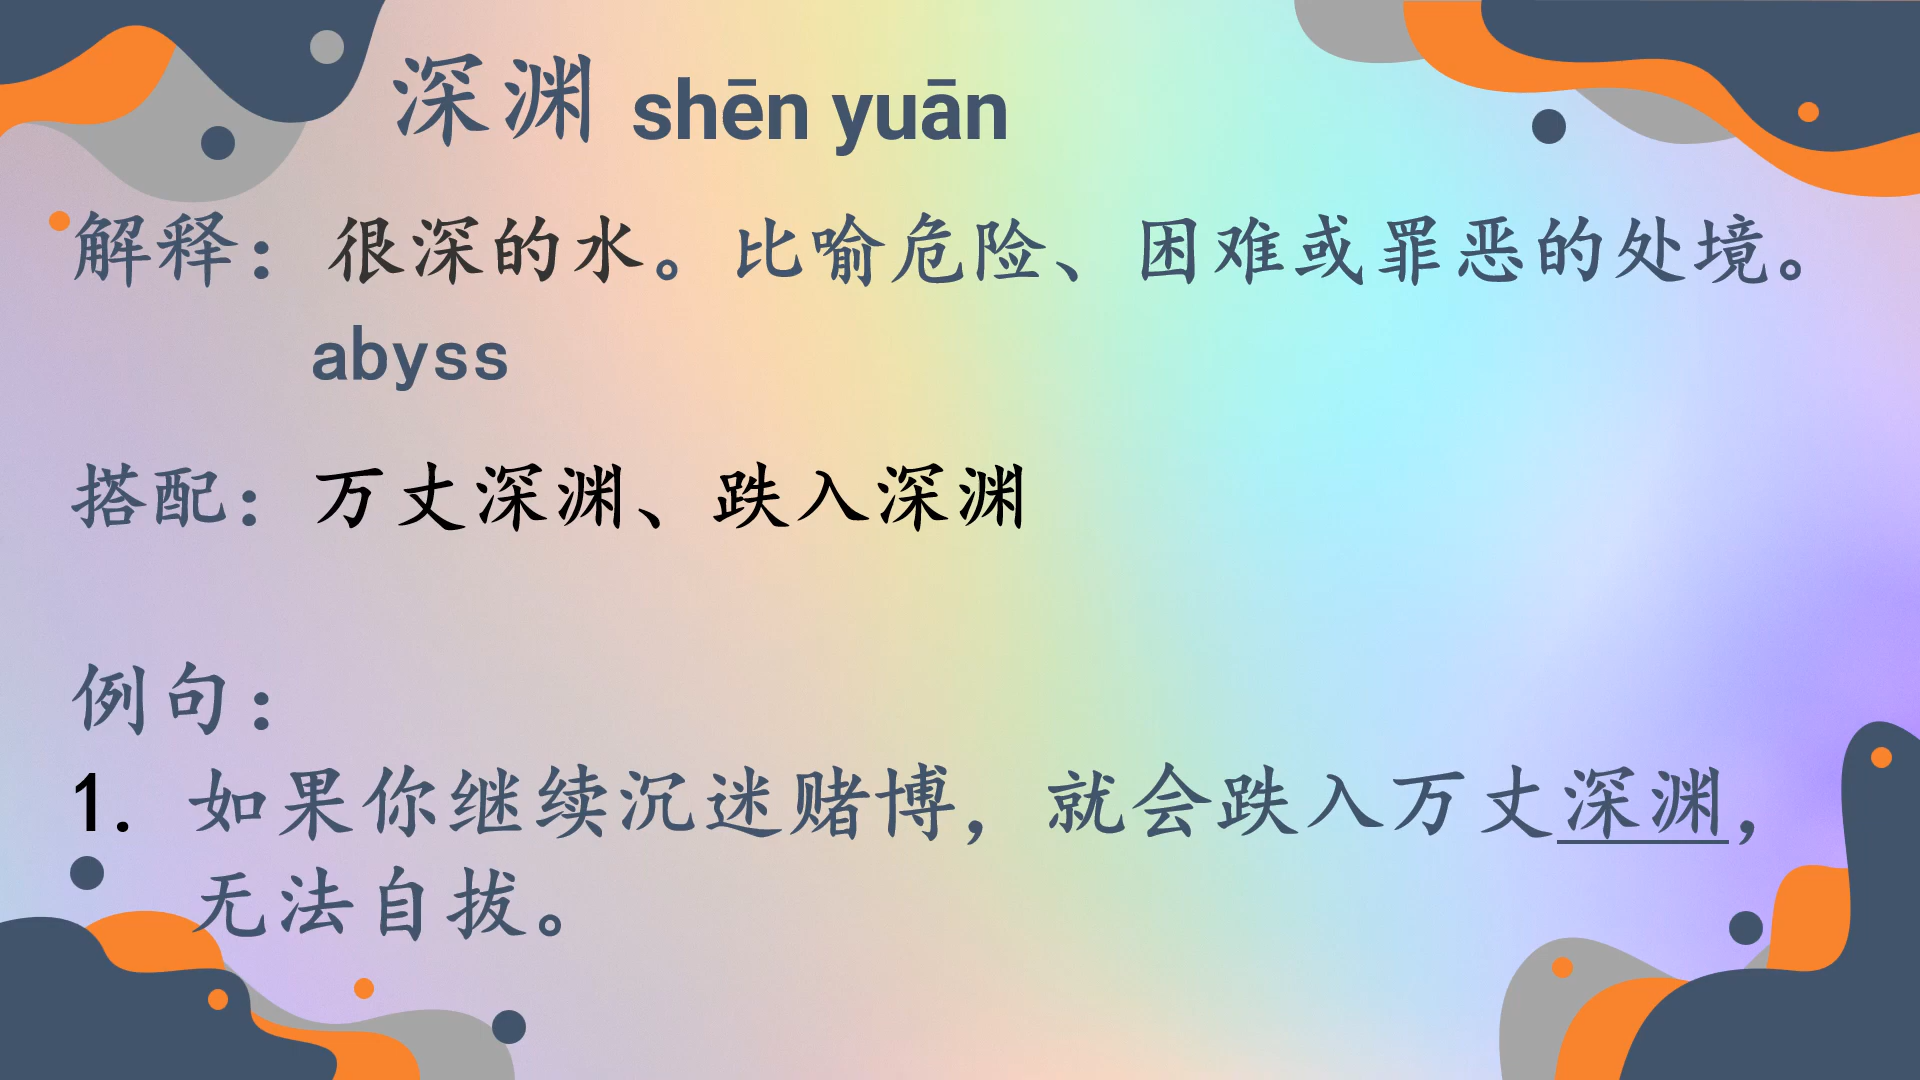 深渊 shēn yuān
解释：很深的水。比喻危险、困难或罪恶的处境。
abyss
搭配：万丈深渊、跌入深渊
例句：
1. 如果你继续沉迷赌博，就会跌入万丈深渊，
无法自拔。